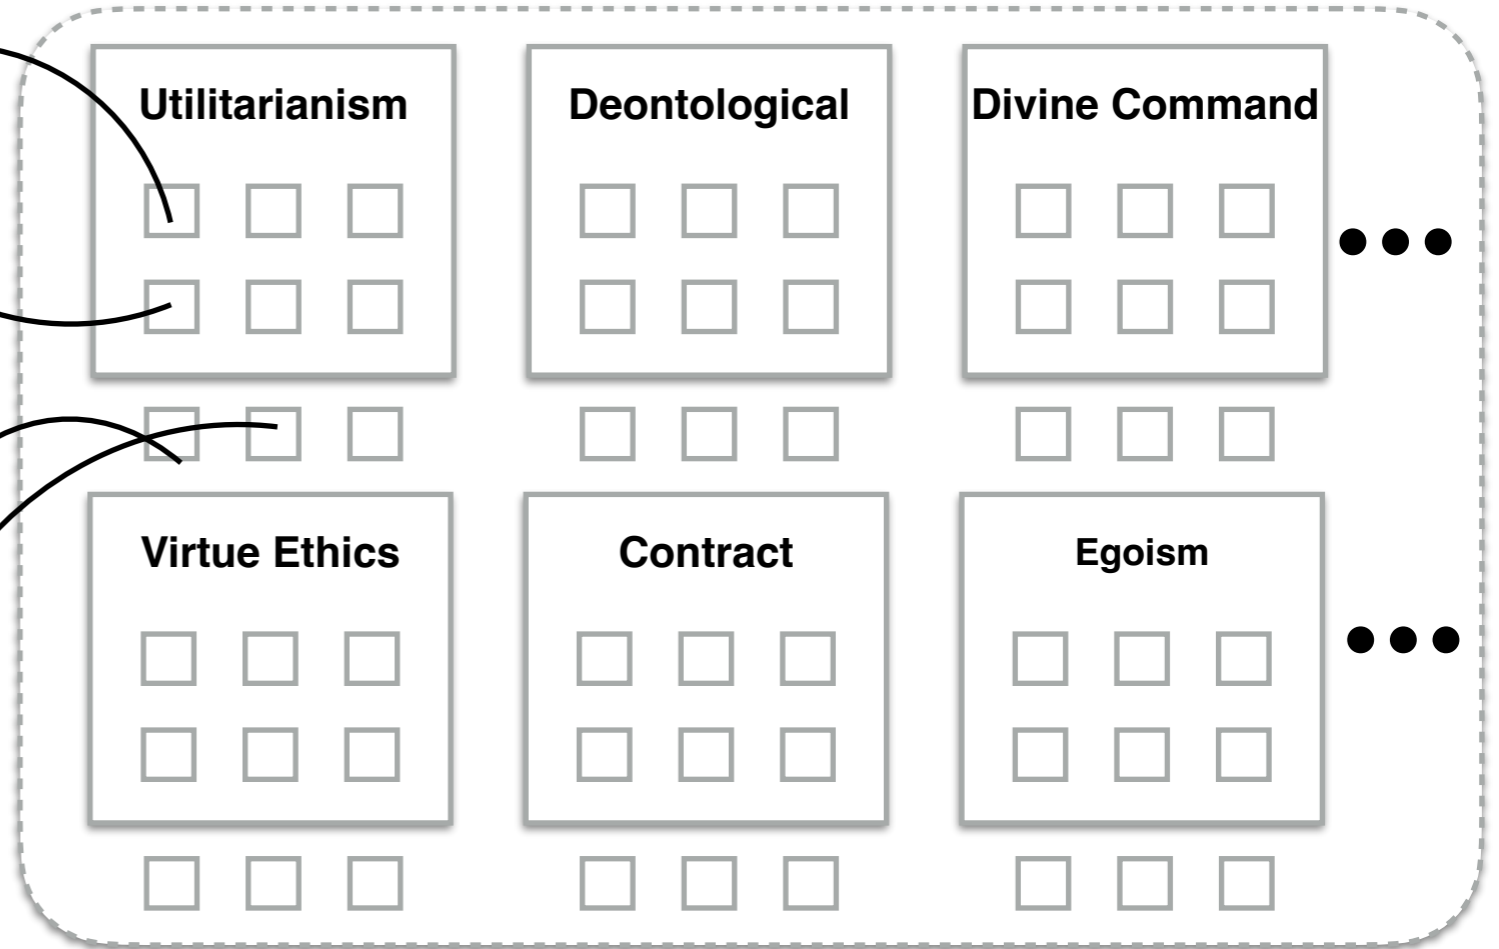 Utilitarianism
Deontological
Divine Command
Virtue Ethics
Contract
Egoism